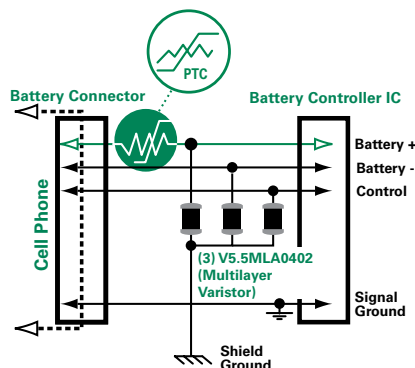 PTC
Battery Connector
Battery Controller IC
Battery +
Battery -
Control
Cell Phone
(3) V5.5MLA0402
(Multilayer
Varistor)
Signal
Ground
Shield
Ground